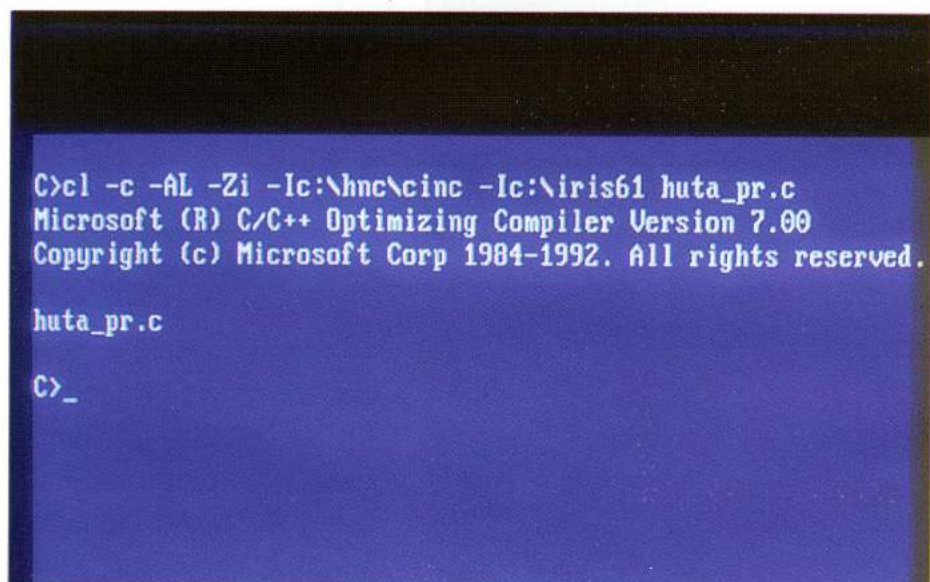 C>cl -c -AL -Zi -Ic:\hnc\cinc -Ic:\iris61 huta_pr.c
Microsoft (R) C/C++ Optimizing Compiler Version 7.00
Copyright (c) Microsoft Corp 1984-1992. All rights reserved.
huta_pr.c
C>_